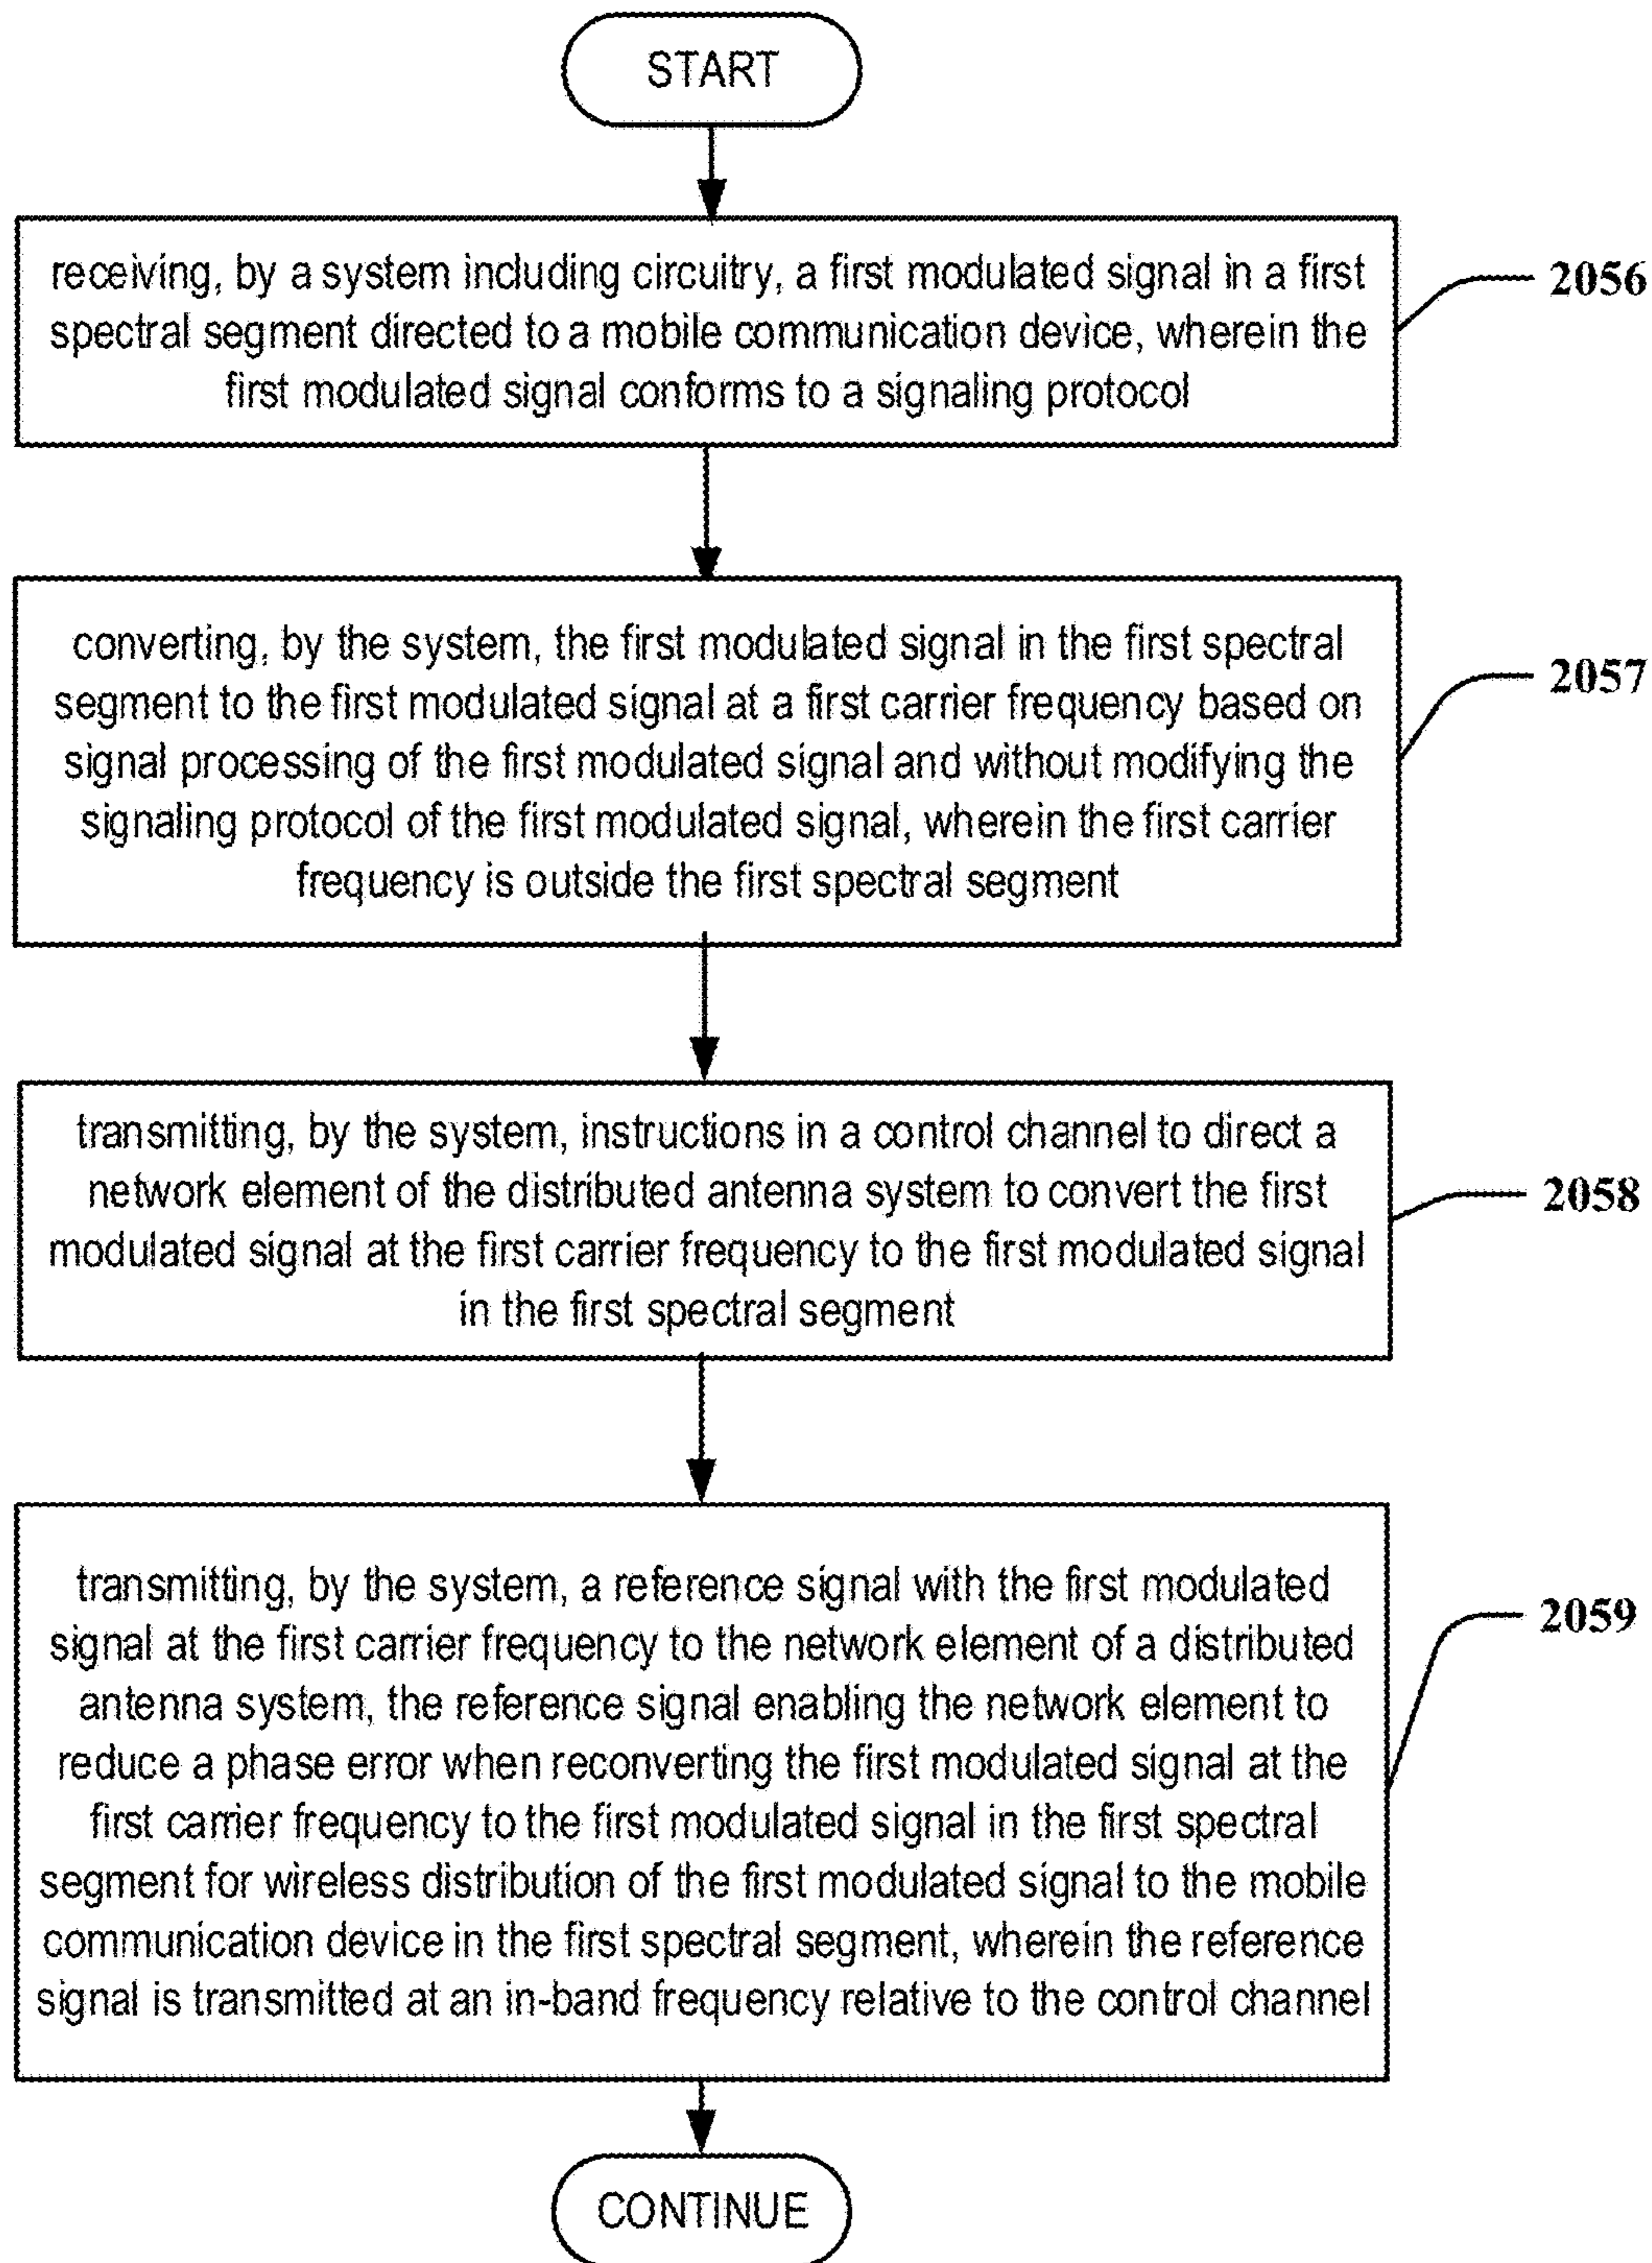 START
receiving, by a system including circuitry, a first modulated signal in a first
spectral segment directed to a mobile communication device, wherein the
first modulated signal conforms to a signaling protocol
2056
converting, by the system, the first modulated signal in the first spectral
segment to the first modulated signal at a first carrier frequency based on
signal processing of the first modulated signal and without modifying the
signaling protocol of the first modulated signal, wherein the first carrier
frequency is outside the first spectral segment
2057
transmitting, by the system, instructions in a control channel to direct a
network element of the distributed antenna system to convert the first
modulated signal at the first carrier frequency to the first modulated signal
in the first spectral segment
2058
transmitting, by the system, a reference signal with the first modulated
signal at the first carrier frequency to the network element of a distributed
antenna system, the reference signal enabling the network element to
reduce a phase error when reconverting the first modulated signal at the
first carrier frequency to the first modulated signal in the first spectral
segment for wireless distribution of the first modulated signal to the mobile
communication device in the first spectral segment, wherein the reference
signal is transmitted at an in-band frequency relative to the control channel
2059
CONTINUE